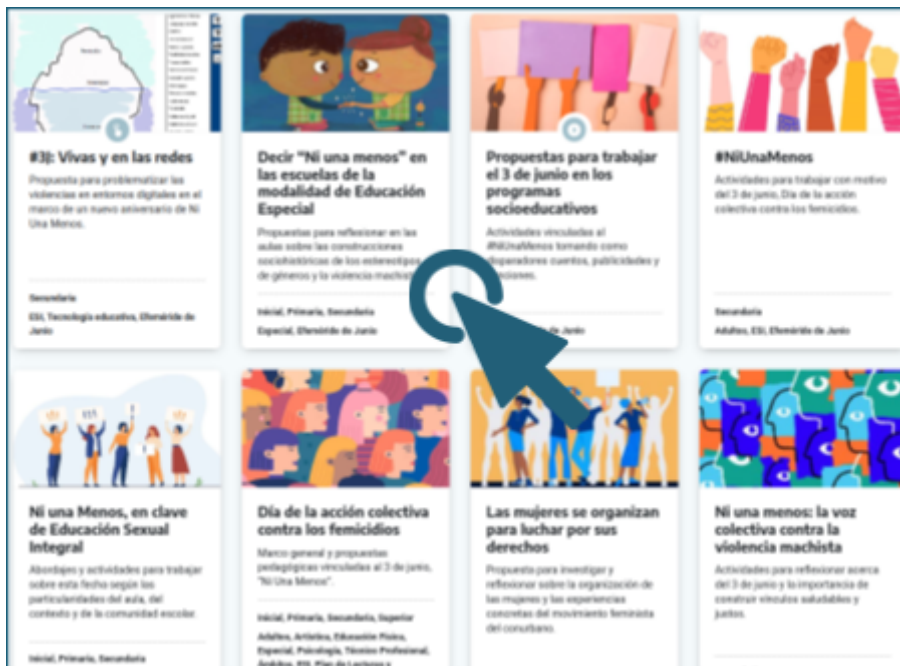 #3J: Vivas y en las redes
Propuesta para problematizar las
violencias en entornos digitales en el
marco de un nuevo aniversario de Ni
Una Menos.
Secundaria
ESI, Tecnología educativa, Efeméride de
Junio
Decir "Ni una menos" en
las escuelas de la
modalidad de Educación
Especial
Propuestas para reflexionar en las
aulas sobre las construcciones
sociohistóricas de los estereotipos
de géneros y la violencia machista
Inicial, Primaria, Secundaria
Especial, Efeméride de Junio
Propuestas para trabajar
el 3 de junio en los
programas
socioeducativos
Actividades vinculadas al
#NiUnaMenos tomando como
disparadores cuentos, publicidades y
de Junio
#NiUnaMenos
Actividades para trabajar con motivo
del 3 de junio, Día de la acción
colectiva contra los femicidios.
Secundaria
Adultos, ESI, Efeméride de Junio
Ni una Menos, en clave
de Educación Sexual
Integral
Abordajes y actividades para trabajar
sobre esta fecha según las
particularidades del aula, del
contexto y de la comunidad escolar.
Inicial, Primaria, Secundaria
Día de la acción colectiva
contra los femicidios
Marco general y propuestas
pedagógicas vinculadas al 3 de junio,
"Ni Una Menos".
Inicial, Primaria, Secundaria, Superior
Adultos, Artística, Educación Física,
Especial, Psicología, Técnico Profesional,
Las mujeres se organizan
para luchar por sus
derechos
Propuesta para investigar y
reflexionar sobre la organización de
las mujeres y las experiencias
concretas del movimiento feminista
del conurbano.
Ni una menos: la voz
colectiva contra la
violencia machista
Actividades para reflexionar acerca
del 3 de junio y la importancia de
construir vínculos saludables y
justos.